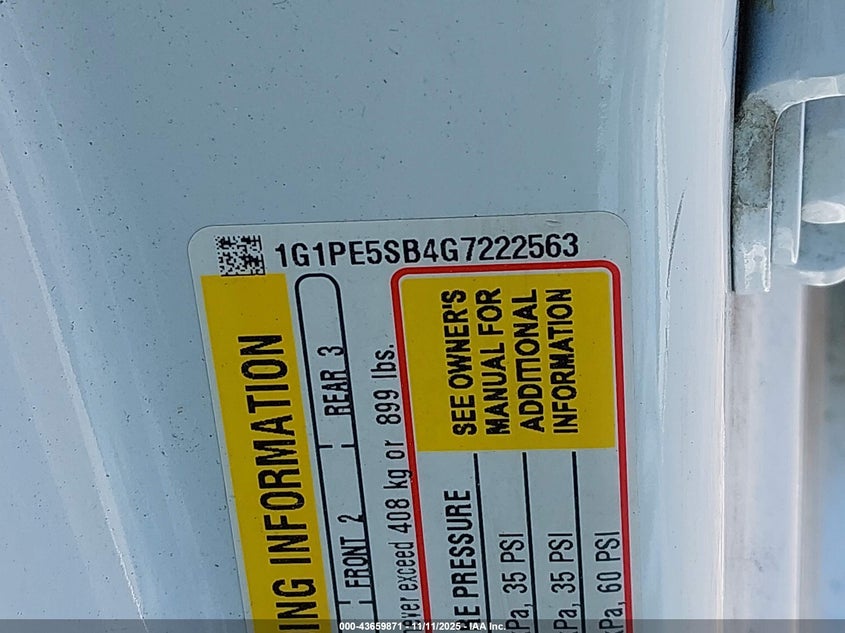 1G1PE5SB4G7222563
ING INFORMATION
FRONT 2 REAR 3
exceed 408 kg or 899 lbs.
PRESSURE
SEE OWNER'S
MANUAL FOR
ADDITIONAL
INFORMATION
kPa, 35 PSI
kPa, 35 PSI
kPa, 60 PSI
000-43659871 - 11/11/2025 - IAA Inc.